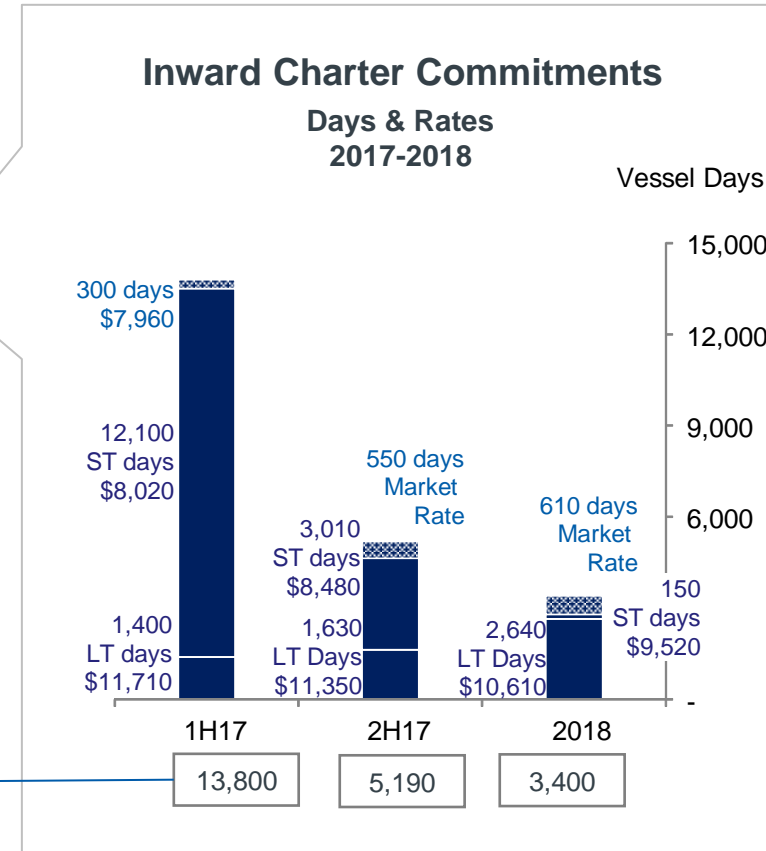 Inward Charter Commitments
Days & Rates
2017-2018
Vessel Days
15,000
12,000
9,000
6,000
-
300 days
$7,960
12,100
ST days
$8,020
1,400
LT days
$11,710
550 days
Market
Rate
3,010
ST days
$8,480
1,630
LT Days
$11,350
610 days
Market
Rate
150
ST days
$9,520
2,640
LT Days
$10,610
1H17
2H17
2018
13,800
5,190
3,400